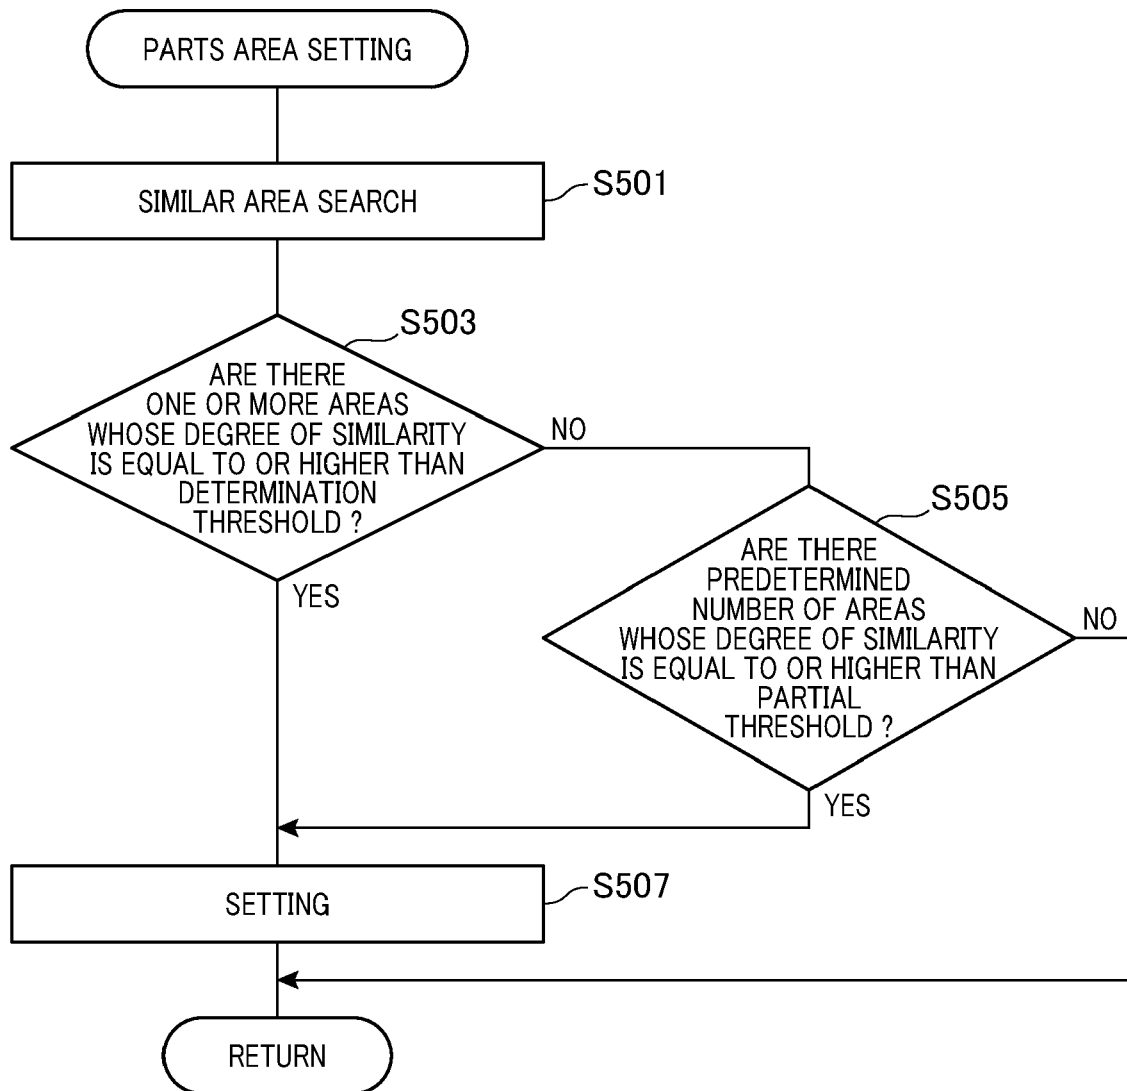 PARTS AREA SETTING
SIMILAR AREA SEARCH
S501
S503
ARE THERE
ONE OR MORE AREAS
WHOSE DEGREE OF SIMILARITY
IS EQUAL TO OR HIGHER THAN
DETERMINATION
THRESHOLD ?
NO
YES
S505
ARE THERE
PREDETERMINED
NUMBER OF AREAS
WHOSE DEGREE OF SIMILARITY
IS EQUAL TO OR HIGHER THAN
PARTIAL
THRESHOLD ?
NO
YES
SETTING
S507
RETURN